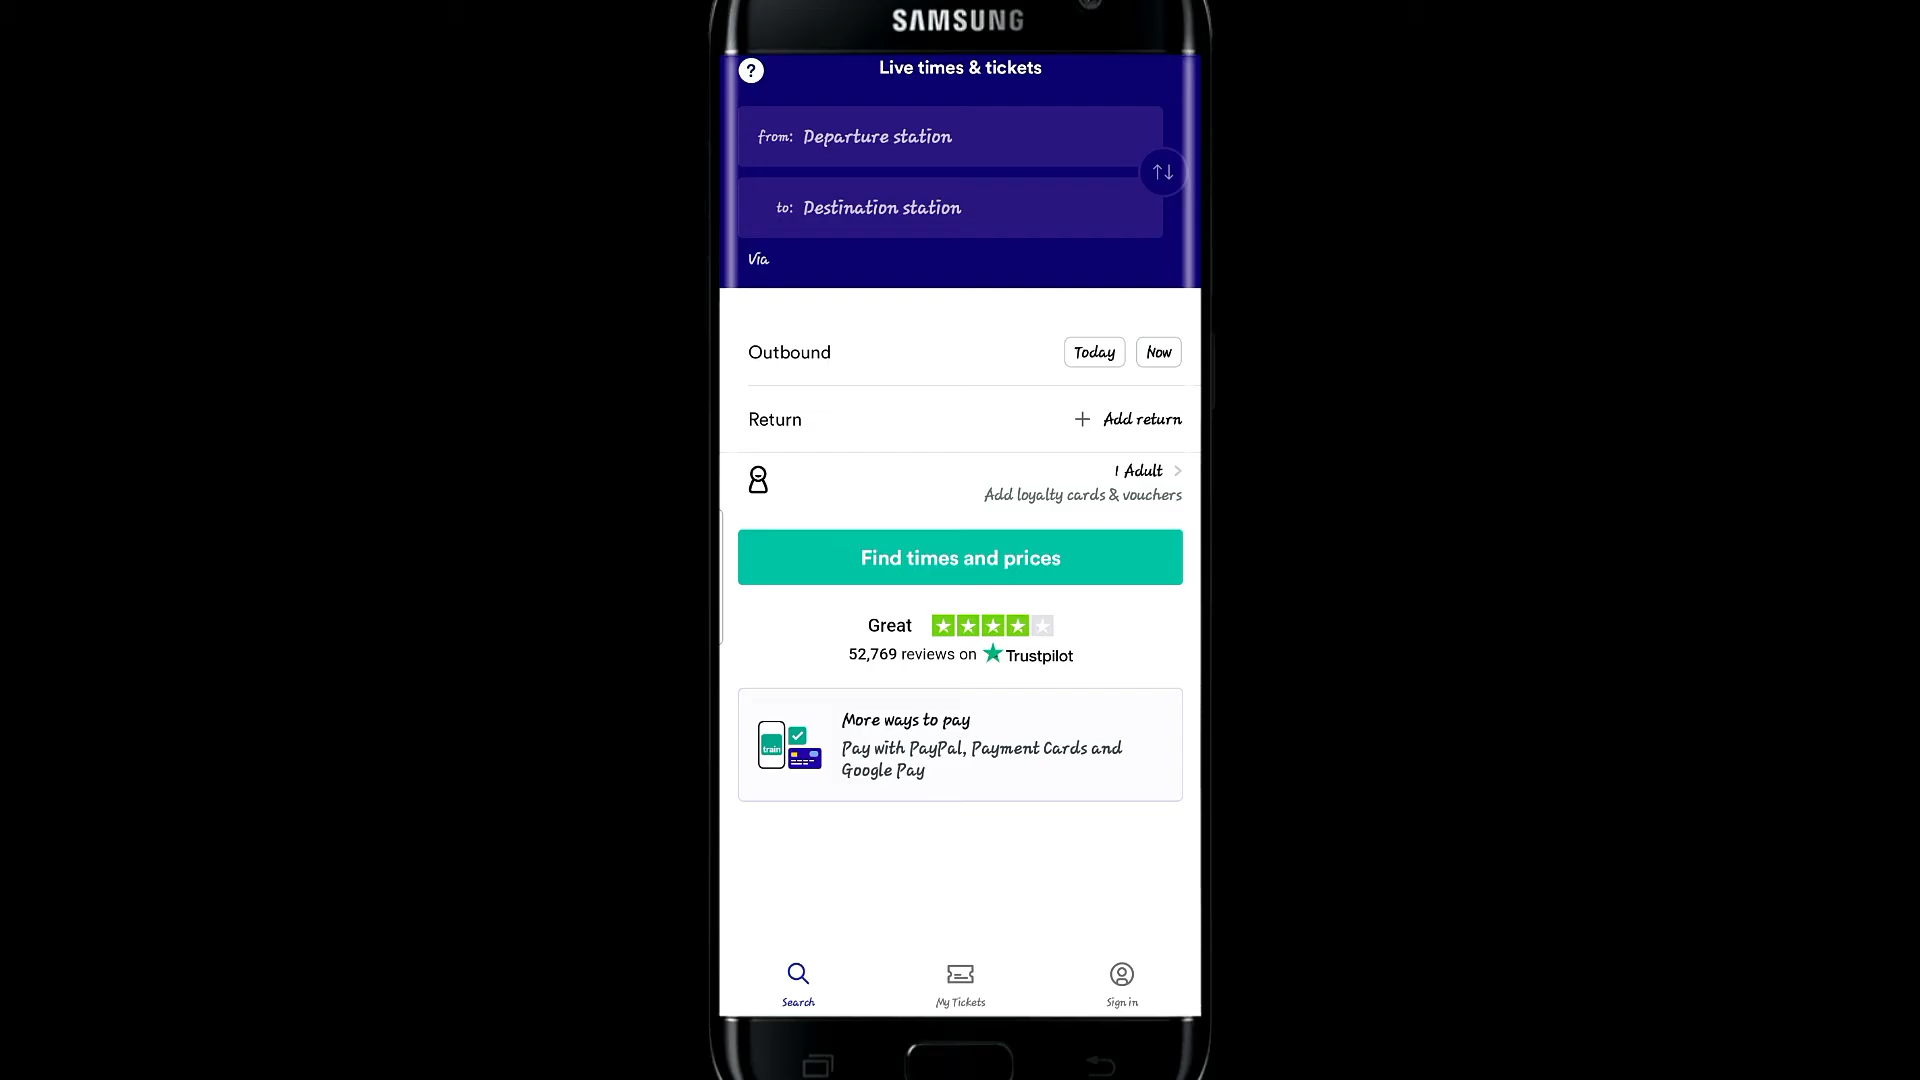 SAMSUNG
?
Live times & tickets
from: Departure station
to: Destination station
Via
Outbound
Today
Now
Return
+ Add return
1 Adult >
Add loyalty cards & vouchers
Find times and prices
Great
52,769 reviews on Trustpilot
More ways to pay
train
Pay with PayPal, Payment Cards and
Google Pay
Search
My Tickets
Sign in